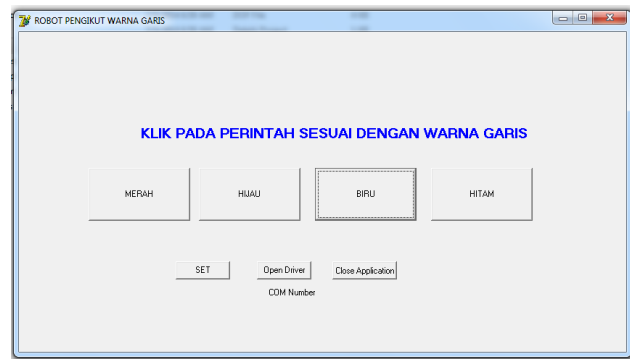 ROBOT PENGIKUT WARNA GARIS
KLIK PADA PERINTAH SESUAI DENGAN WARNA GARIS
MERAH HIJAU BIRU HITAM
SET Open Driver Close Application
COM Number